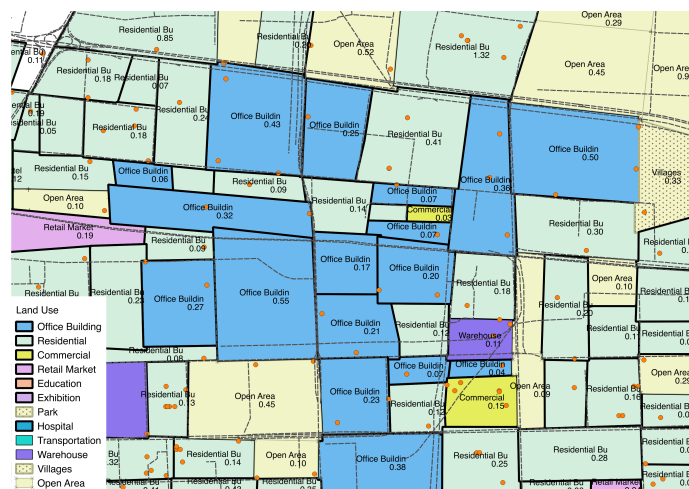 Residential Bu
0.85
Open Area
0.52
Residential Bu
1.32
Open Area
0.29
Open Area
0.45
0.11
Residential Bu
0.18
0.07
Office Buildin
0.43
Office Buildin
0.25
Residential Bu
0.41
Office Buildin
0.36
Office Buildin
0.50
Villages
0.33
0.19
0.05
Residential Bu
0.18
Residential Bu
0.15
Office Buildin
0.06
Residential Bu
0.09
Open Area
0.10
Office Buildin
0.32
Residential Bu
0.14
Office Buildin
0.07
Commercial
0.03
Office Buildin
0.07
Residential Bu
0.30
Retail Market
0.19
Residential Bu
0.09
Office Buildin
0.17
Office Buildin
0.20
Residential Bu
0.18
Open Area
0.10
Residential Bu
Residential Bu
0.23
Office Buildin
0.27
Office Buildin
0.55
Residential Bu
0.20
Office Buildin
0.21
Residential Bu
0.12
Warehouse
0.11
Residential Bu
0.11
Residential Bu
0.08
Office Buildin
0.07
Office Buildin
0.04
Residential Bu
0.13
Open Area
0.45
Office Buildin
0.23
Residential Bu
0.12
Commercial
0.15
Open Area
0.09
Residential Bu
0.16
Open Area
Residential Bu
0.14
Open Area
0.10
Office Buildin
0.38
Residential Bu
0.25
Residential Bu
0.28
Retail Market
Land Use
Office Building
Residential
Commercial
Retail Market
Education
Exhibition
Park
Hospital
Transportation
Warehouse
Villages
Open Area